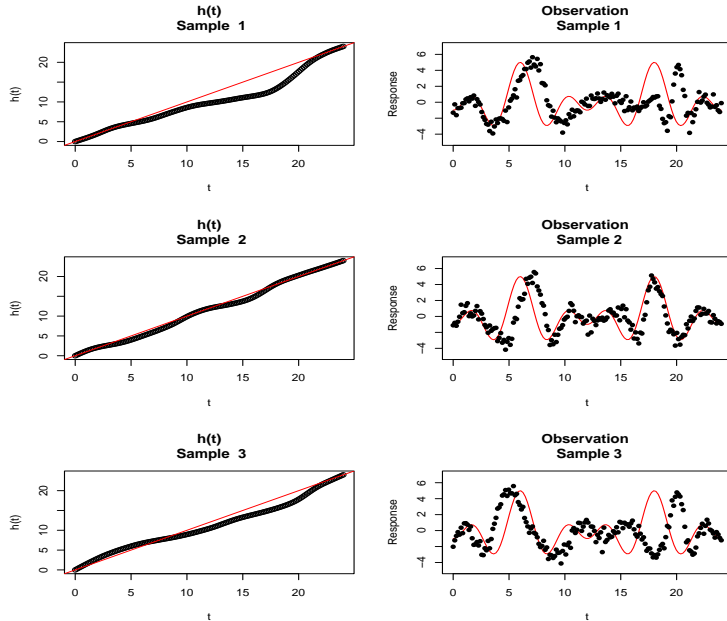 h(t)
Sample 1
h(t)
0 5 10 20
0 5 10 15 20
t
Observation
Sample 1
Response
−4 0 2 4 6
0 5 10 15 20
t
h(t)
Sample 2
h(t)
0 5 10 20
0 5 10 15 20
t
Observation
Sample 2
Response
−4 0 2 4 6
0 5 10 15 20
t
h(t)
Sample 3
h(t)
0 5 10 20
0 5 10 15 20
t
Observation
Sample 3
Response
−4 0 2 4 6
0 5 10 15 20
t